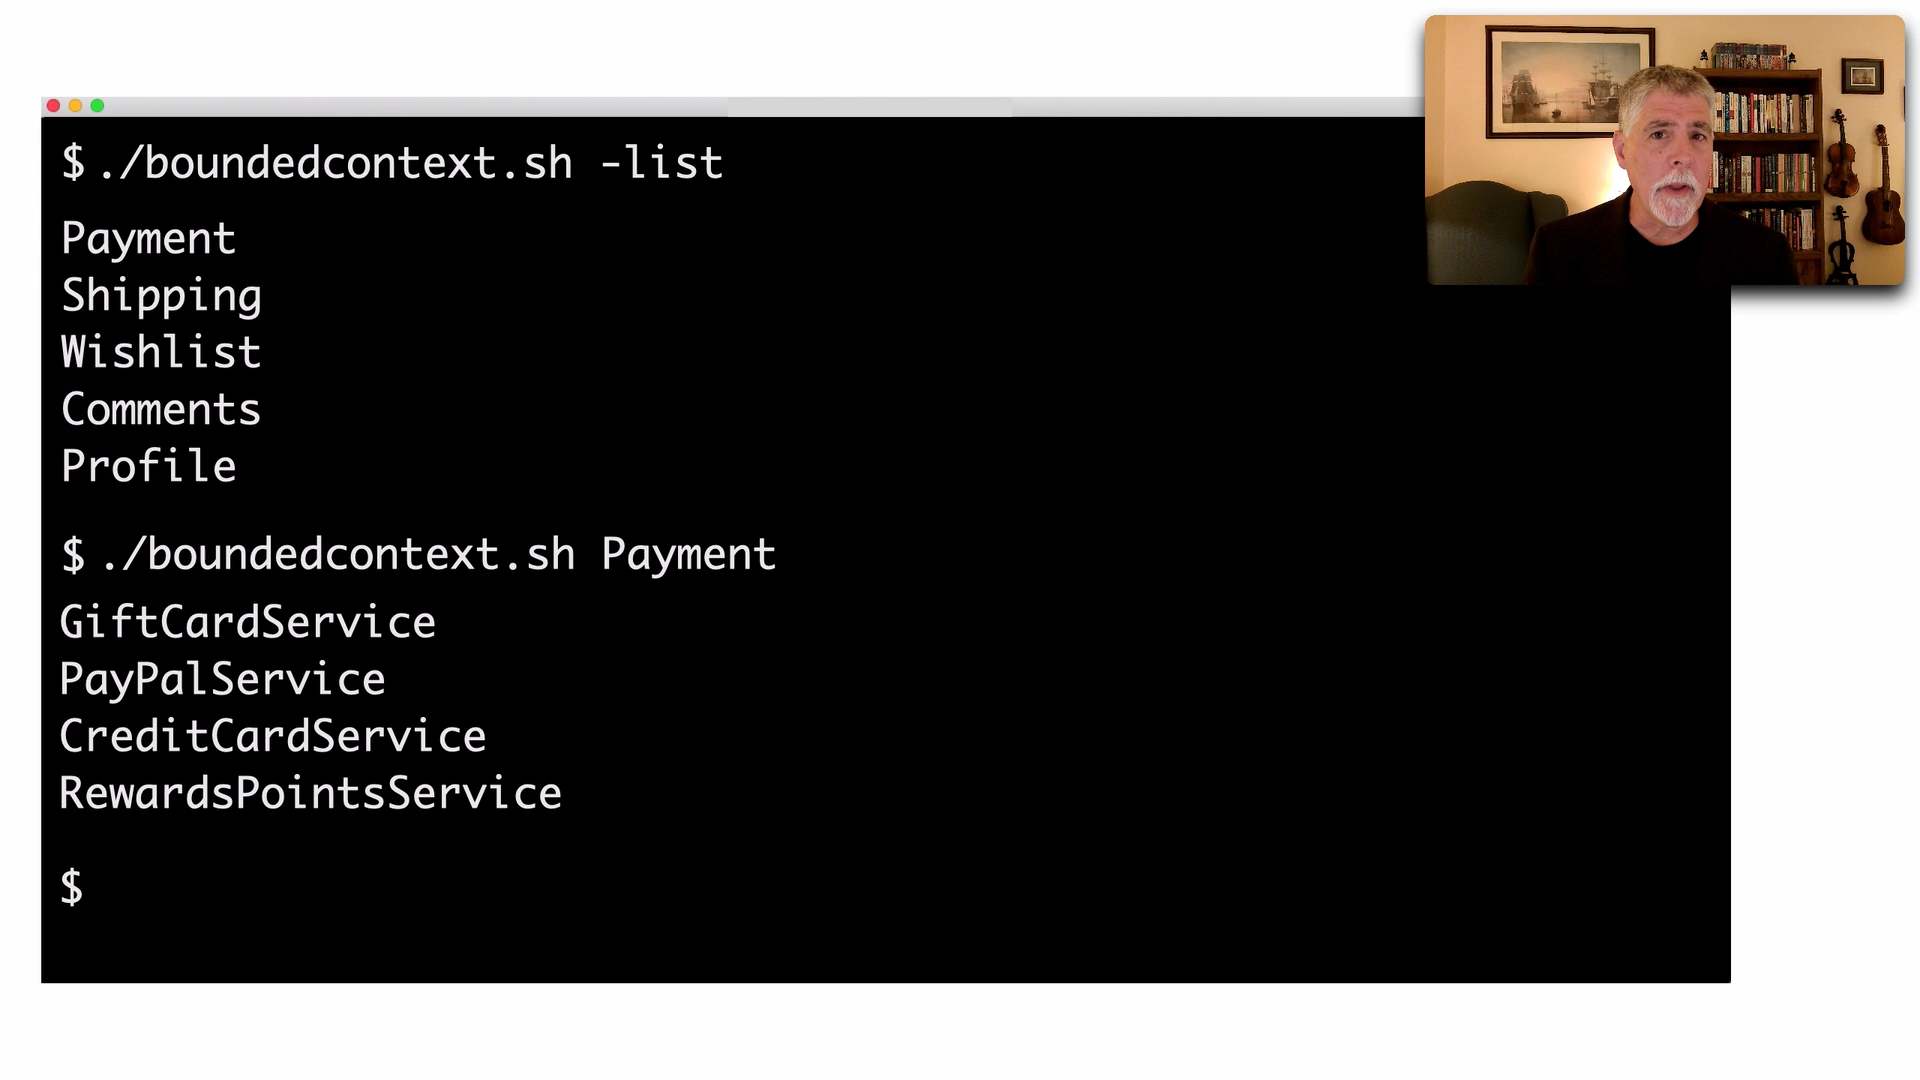 $ ./boundedcontext.sh -list
Payment
Shipping
Wishlist
Comments
Profile
$ ./boundedcontext.sh Payment
GiftCardService
PayPalService
CreditCardService
RewardsPointsService
$